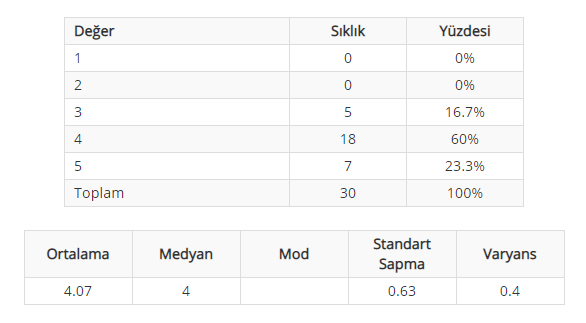 Değer Sıklık Yüzdesi
1 0 0%
2 0 0%
3 5 16.7%
4 18 60%
5 7 23.3%
Toplam 30 100%
Ortalama Medyan Mod Standart Sapma Varyans
4.07 4 0.63 0.4